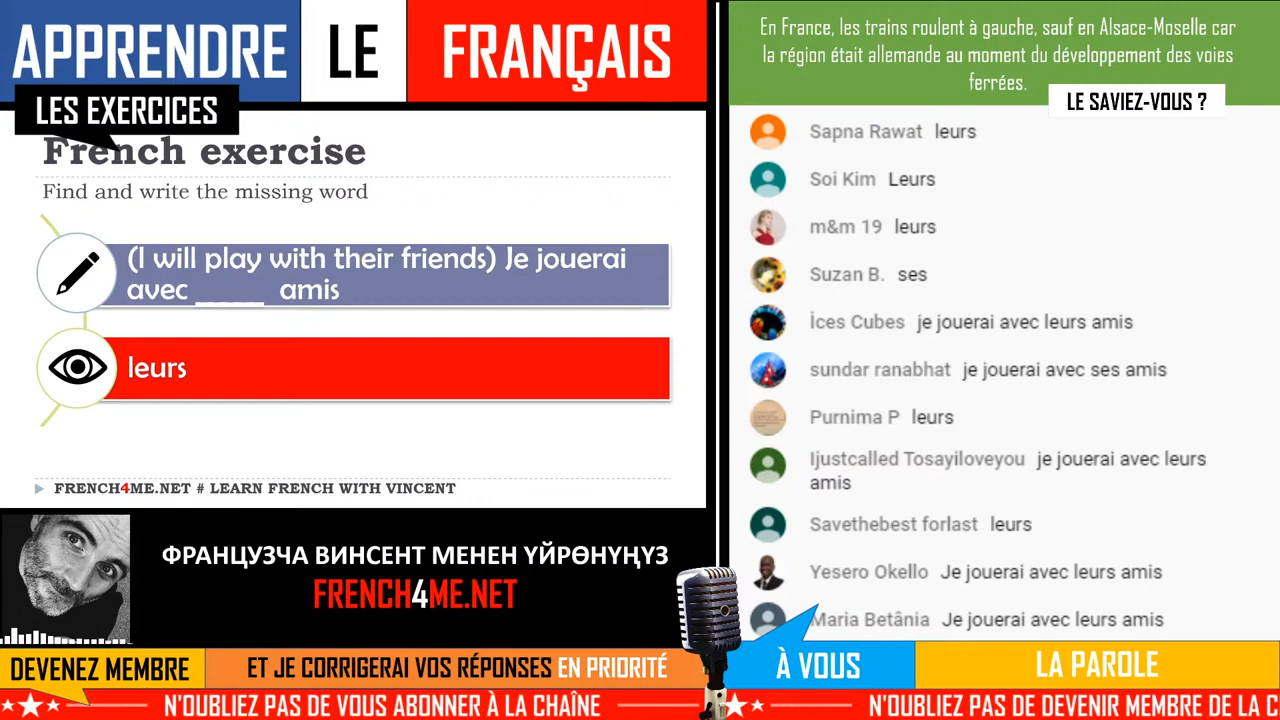 APPRENDRE LE FRANÇAIS
LES EXERCICES
French exercise
Find and write the missing word
(I will play with their friends) Je jouerai
avec _____ amis
leurs
FRENCH4ME.NET # LEARN FRENCH WITH VINCENT
ФРАНЦУЗЧА ВИНСЕНТ МЕНЕН ҮЙРӨНҮҢҮЗ
FRENCH4ME.NET
En France, les trains roulent à gauche, sauf en Alsace-Moselle car
la région était allemande au moment du développement des voies
ferrées.
LE SAVIEZ-VOUS ?
Sapna Rawat leurs
Soi Kim Leurs
m&m 19 leurs
Suzan B. ses
İces Cubes je jouerai avec leurs amis
sundar ranabhat je jouerai avec ses amis
Purnima P leurs
Ijustcalled Tosayiloveyou je jouerai avec leurs
amis
Savethebest forlast leurs
Yesero Okello Je jouerai avec leurs amis
Maria Betânia Je jouerai avec leurs amis
DEVENEZ MEMBRE ET JE CORRIGERAI VOS RÉPONSES EN PRIORITÉ
À VOUS LA PAROLE
N'OUBLIEZ PAS DE VOUS ABONNER À LA CHAÎNE N'OUBLIEZ PAS DE DEVENIR MEMBRE DE LA C